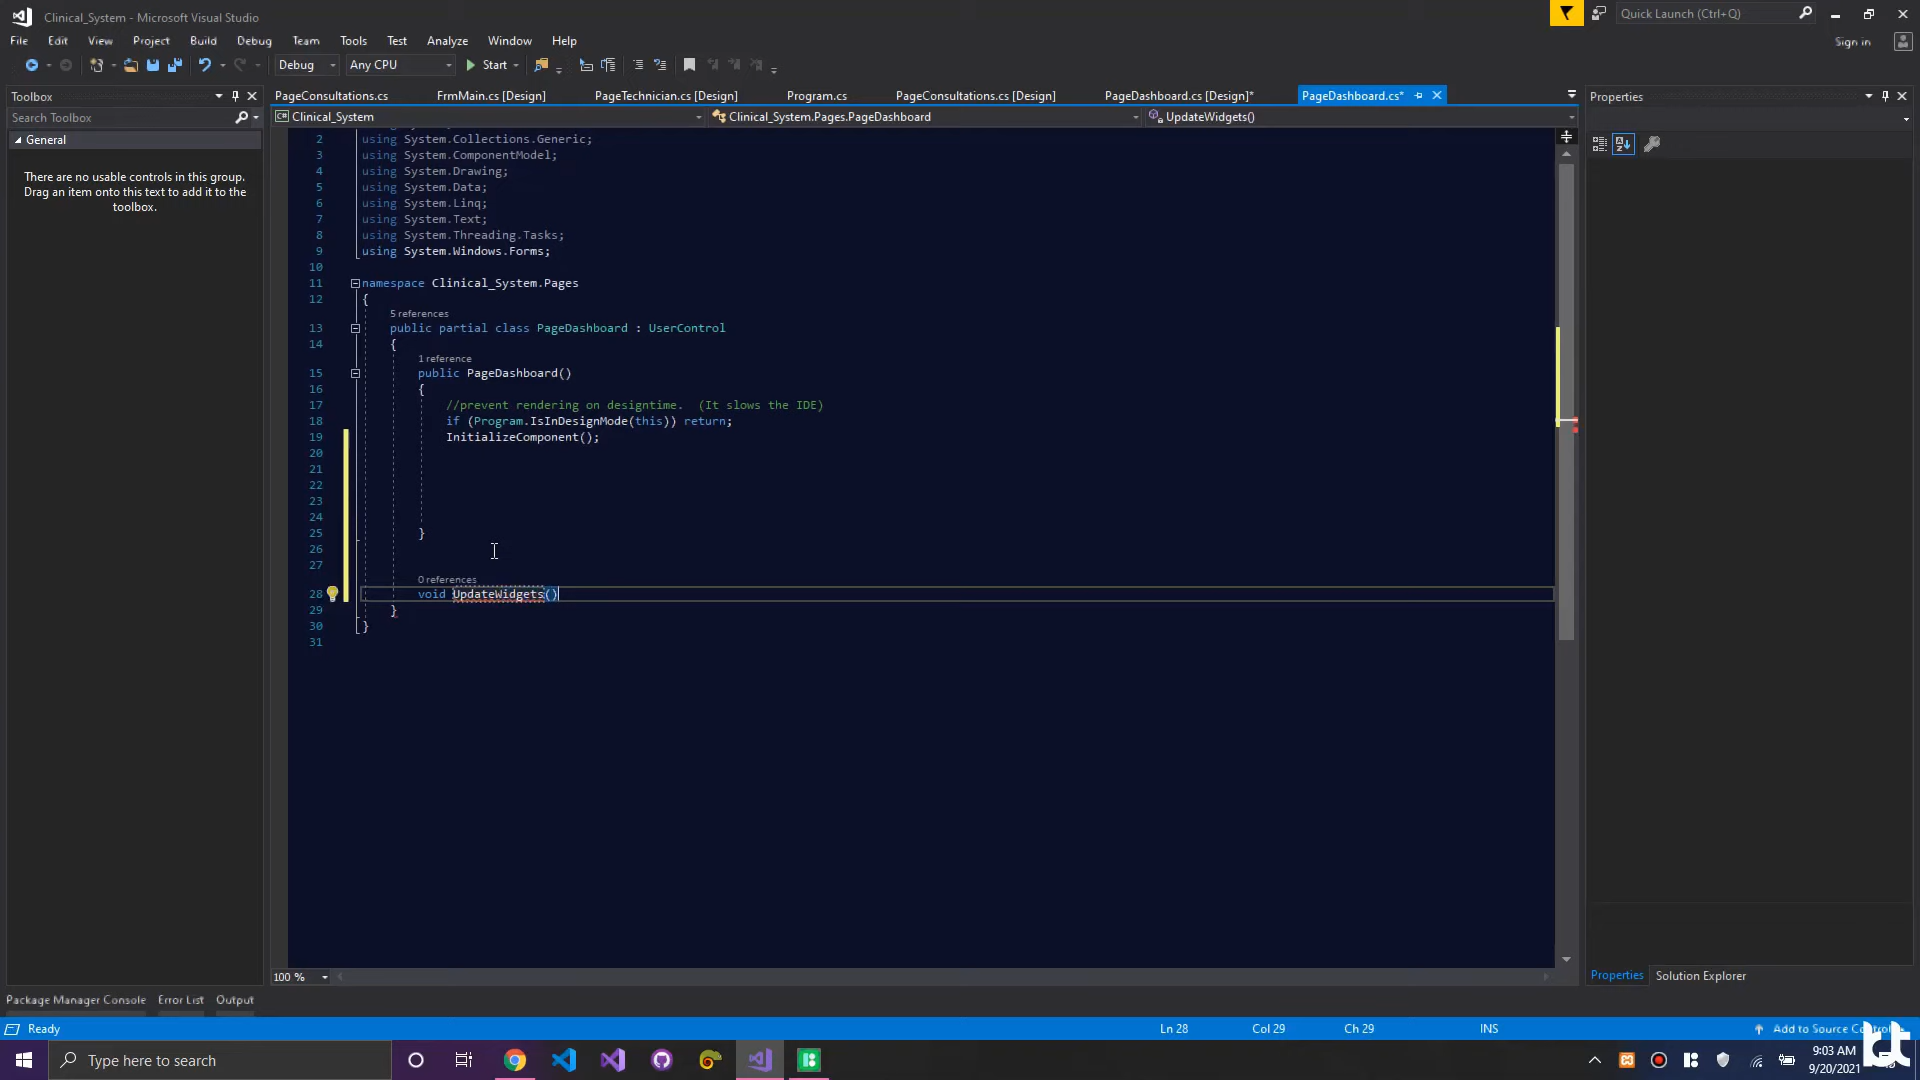 Clinical_System - Microsoft Visual Studio
Quick Launch (Ctrl+Q)
File Edit View Project Build Debug Team Tools Test Analyze Window Help
Sign in
Debug Any CPU Start
Toolbox
PageConsultations.cs FrmMain.cs [Design] PageTechnician.cs [Design] Program.cs PageConsultations.cs [Design] PageDashboard.cs [Design]* PageDashboard.cs*
Properties
Search Toolbox
Clinical_System Clinical_System.Pages.PageDashboard UpdateWidgets()
General
There are no usable controls in this group.
Drag an item onto this text to add it to the
toolbox.
2 using System.Collections.Generic;
3 using System.ComponentModel;
4 using System.Drawing;
5 using System.Data;
6 using System.Linq;
7 using System.Text;
8 using System.Threading.Tasks;
9 using System.Windows.Forms;
10
11 namespace Clinical_System.Pages
12 {
5 references
13 public partial class PageDashboard : UserControl
14 {
1 reference
15 public PageDashboard()
16 {
17 //prevent rendering on designtime. (It slows the IDE)
18 if (Program.IsInDesignMode(this)) return;
19 InitializeComponent();
20
21
22
23
24
25 }
26
27
0 references
28 void UpdateWidgets()
29 }
30 }
31
100 %
Properties Solution Explorer
Package Manager Console Error List Output
Ready Ln 28 Col 29 Ch 29 INS
Type here to search
9:03 AM
9/20/2021